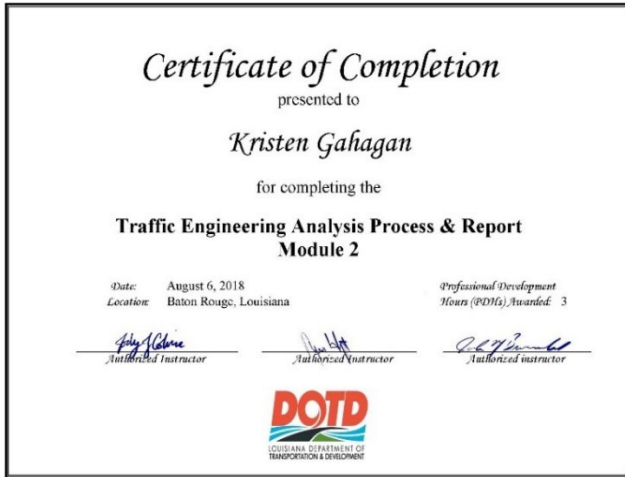 Certificate of Completion
presented to
Kristen Gahagan
for completing the
Traffic Engineering Analysis Process & Report
Module 2
Date: August 6, 2018
Location: Baton Rouge, Louisiana
Professional Development
Hours (PDHs) Awarded: 3
Authorized Instructor
Authorized Instructor
Authorized instructor
DOTD
LOUISIANA DEPARTMENT OF
TRANSPORTATION & DEVELOPMENT